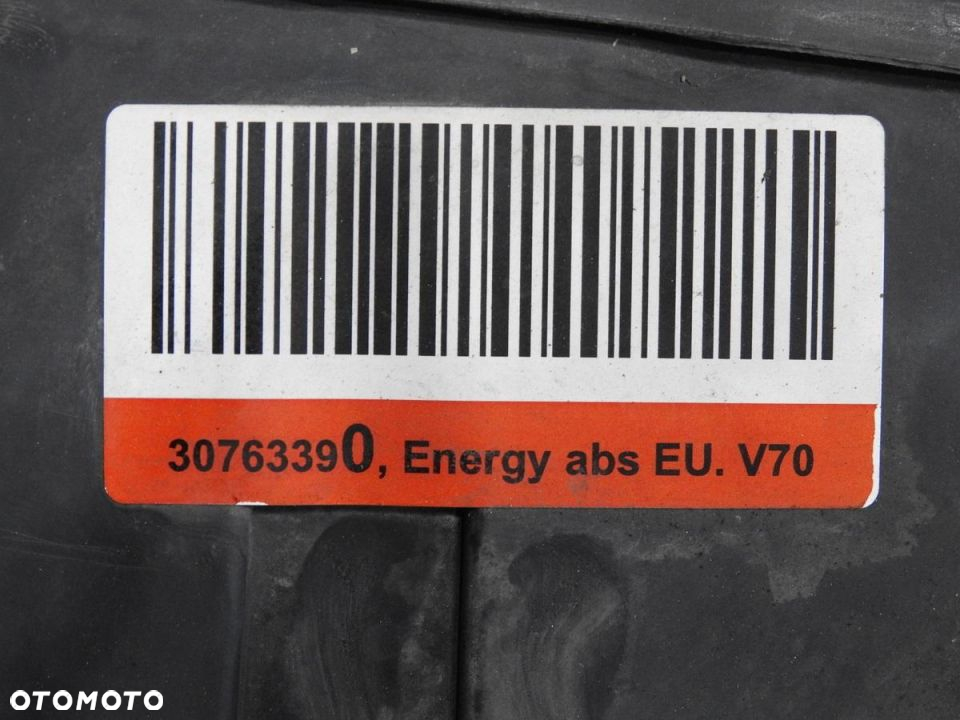 30763390, Energy abs EU. V70
OTOMOTO